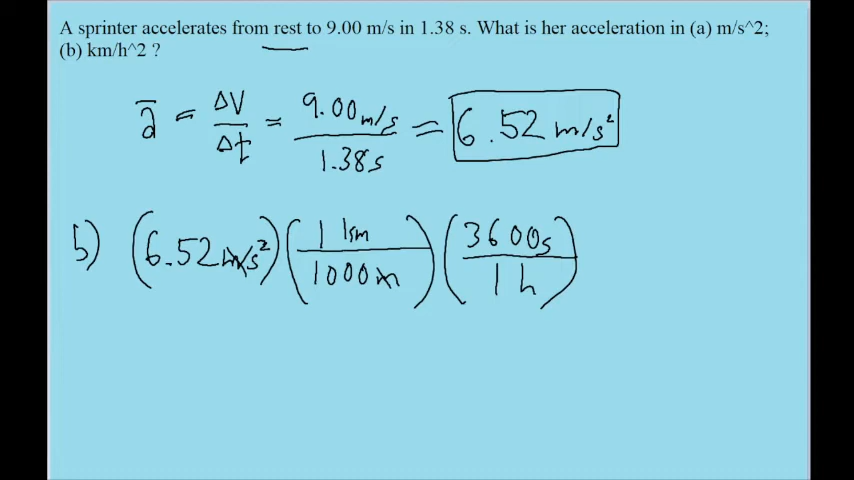 A sprinter accelerates from rest to 9.00 m/s in 1.38 s. What is her acceleration in (a) m/s^2;
(b) km/h^2 ?
ā = ΔV/Δt = 9.00 m/s / 1.38 s = 6.52 m/s²
b) (6.52 m/s²) (1 km / 1000 m) (3600 s / 1 h)